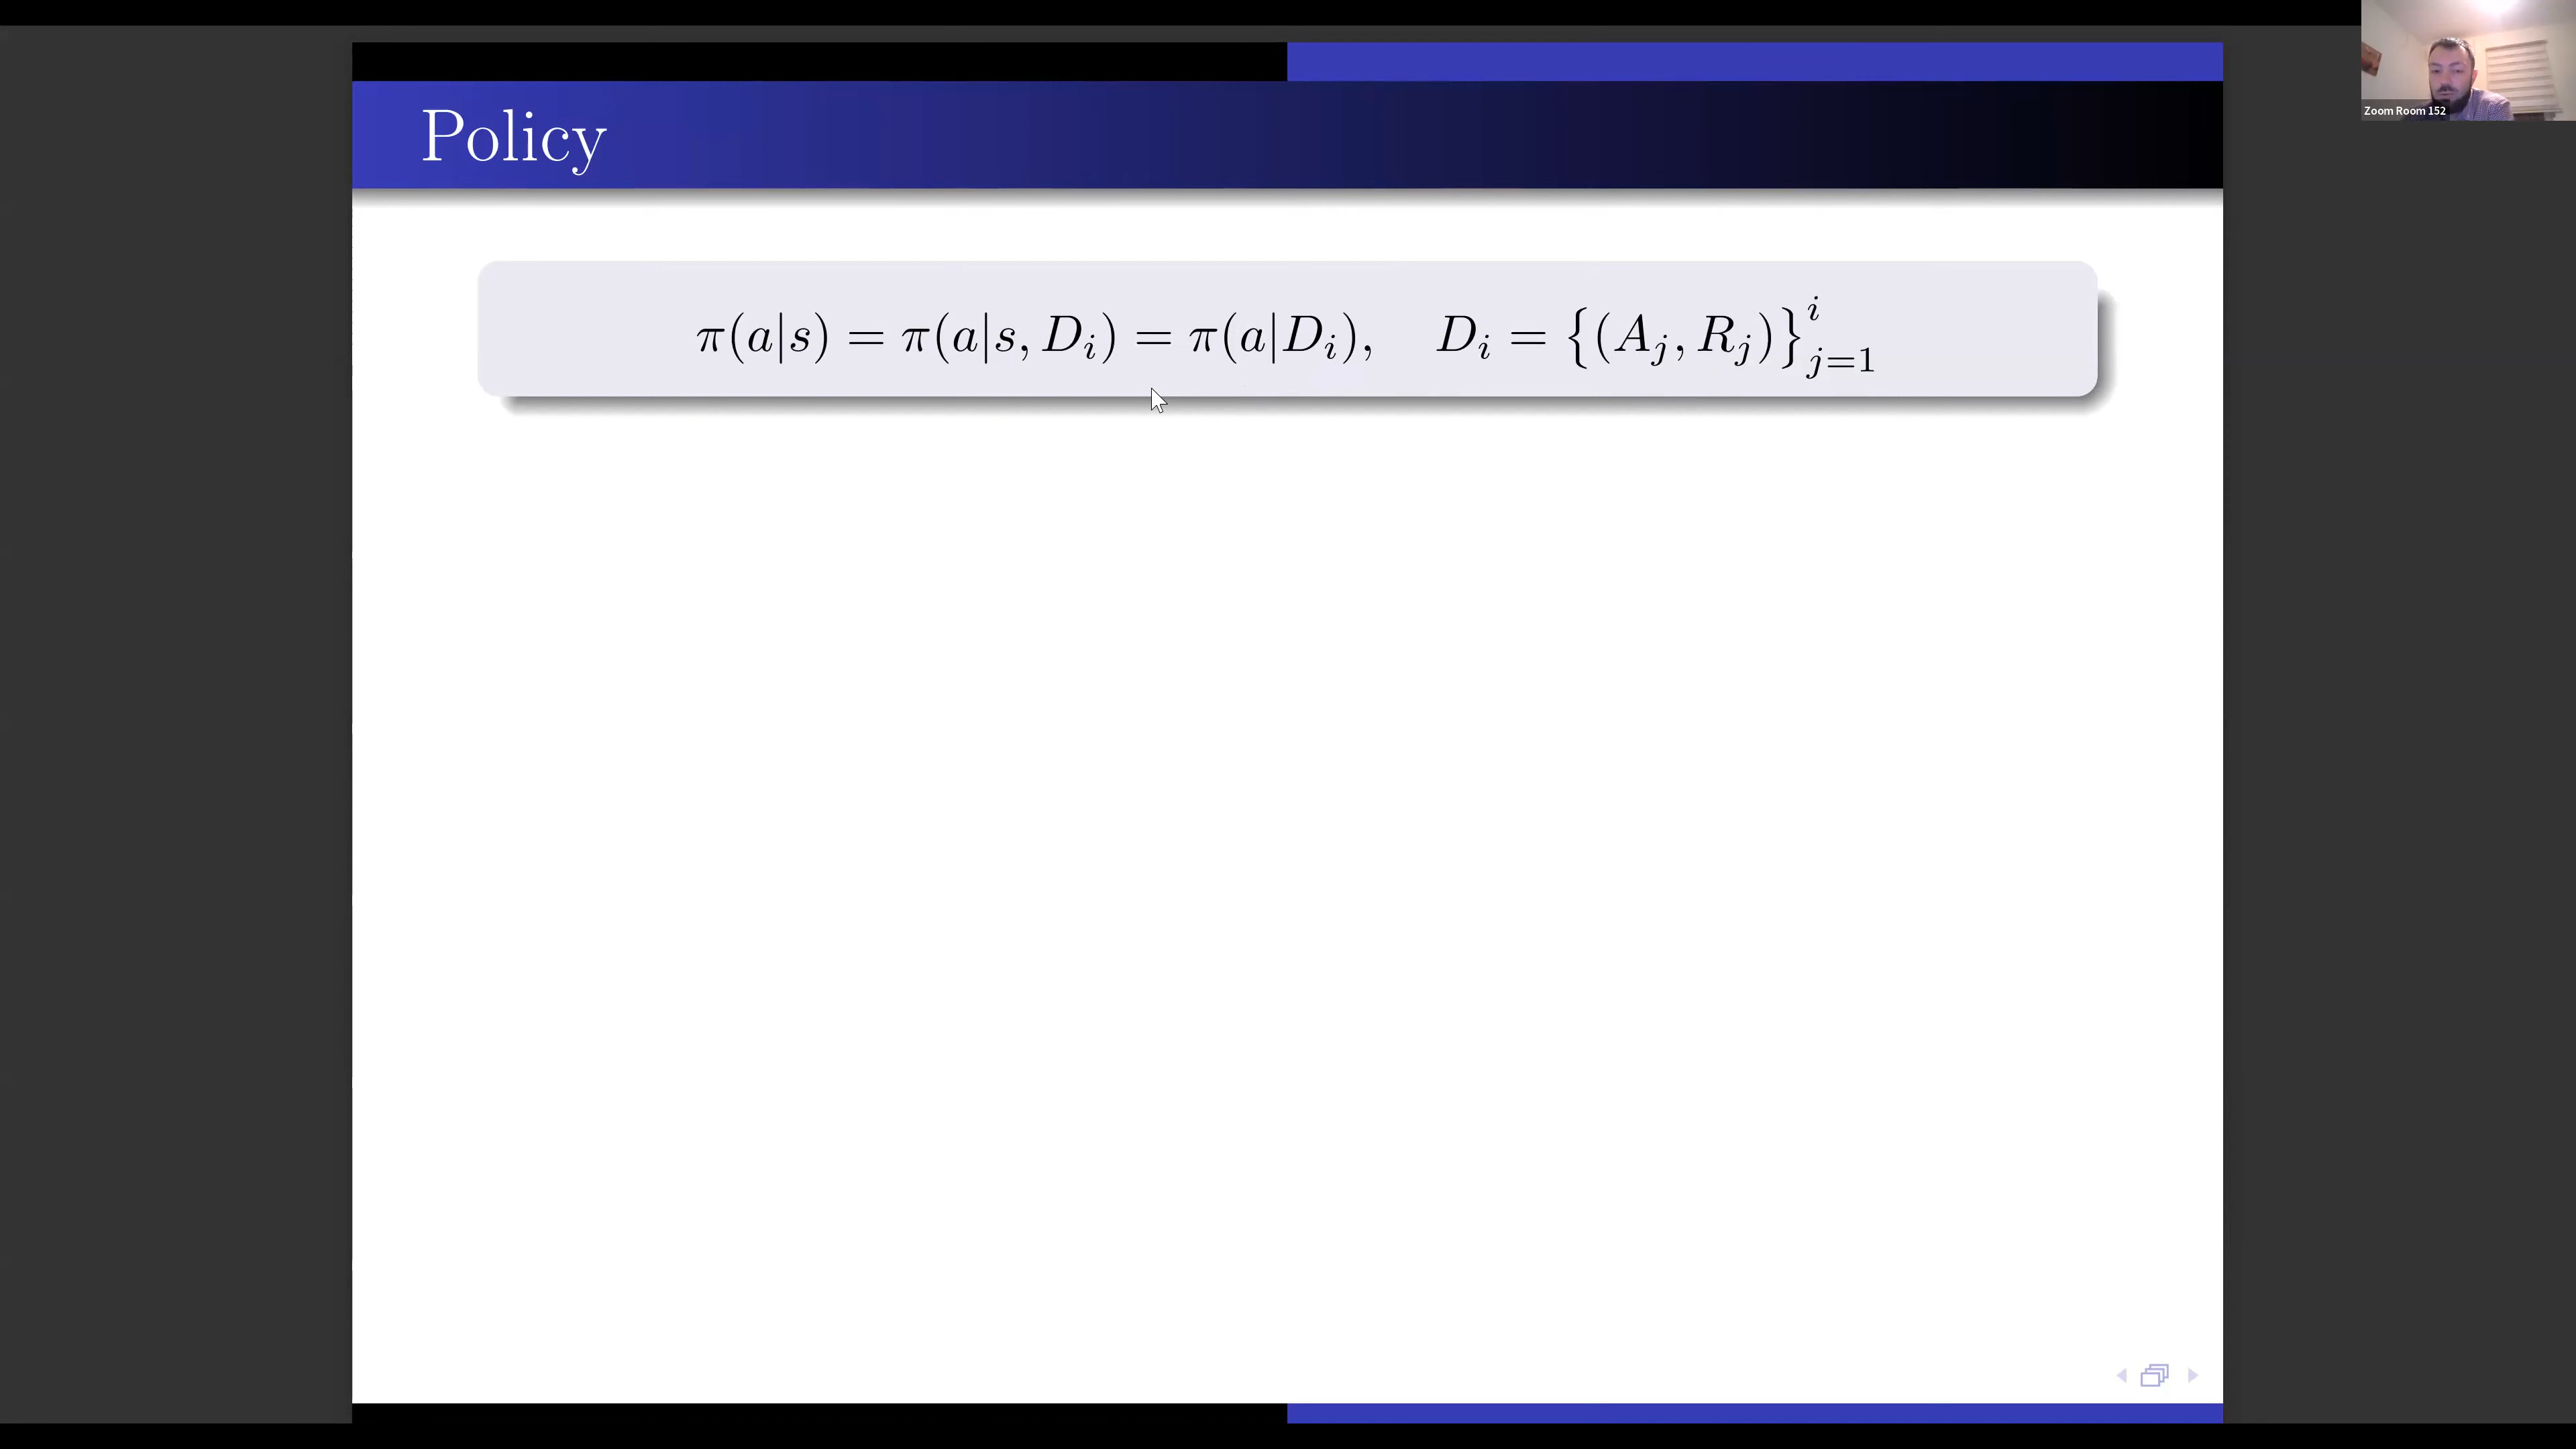 Zoom Room 152
Policy
π(a|s) = π(a|s, D_i) = π(a|D_i),  D_i = {(A_j, R_j)}_{j=1}^{i}